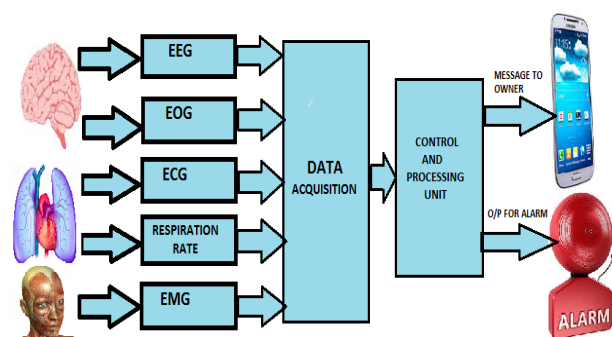 EEG
EOG
ECG
RESPIRATION
RATE
EMG
DATA
ACQUISITION
CONTROL
AND
PROCESSING
UNIT
MESSAGE TO
OWNER
O/P FOR ALARM
ALARM